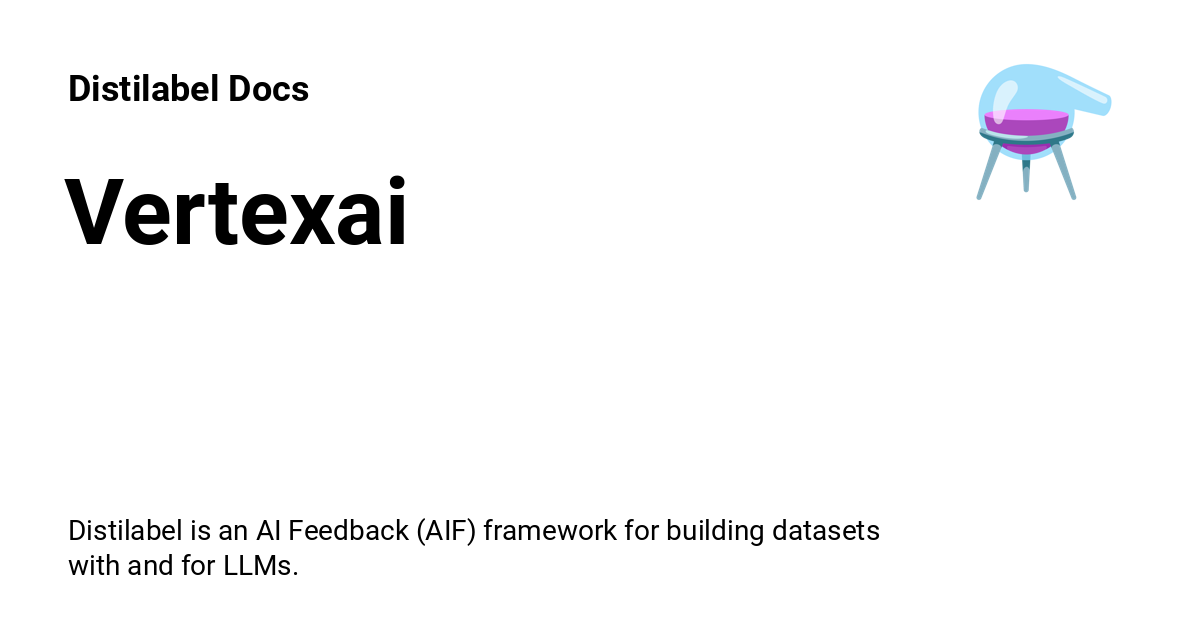 Distilabel Docs
Vertexai
Distilabel is an AI Feedback (AIF) framework for building datasets
with and for LLMs.